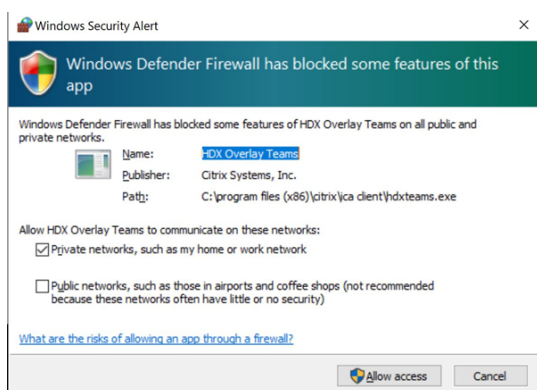 Windows Security Alert
Windows Defender Firewall has blocked some features of this
app
Windows Defender Firewall has blocked some features of HDX Overlay Teams on all public and
private networks.
Name: HDX Overlay Teams
Publisher: Citrix Systems, Inc.
Path: C:\program files (x86)\citrix\ica client\hdxteams.exe
Allow HDX Overlay Teams to communicate on these networks:
Private networks, such as my home or work network
Public networks, such as those in airports and coffee shops (not recommended
because these networks often have little or no security)
What are the risks of allowing an app through a firewall?
Allow access Cancel